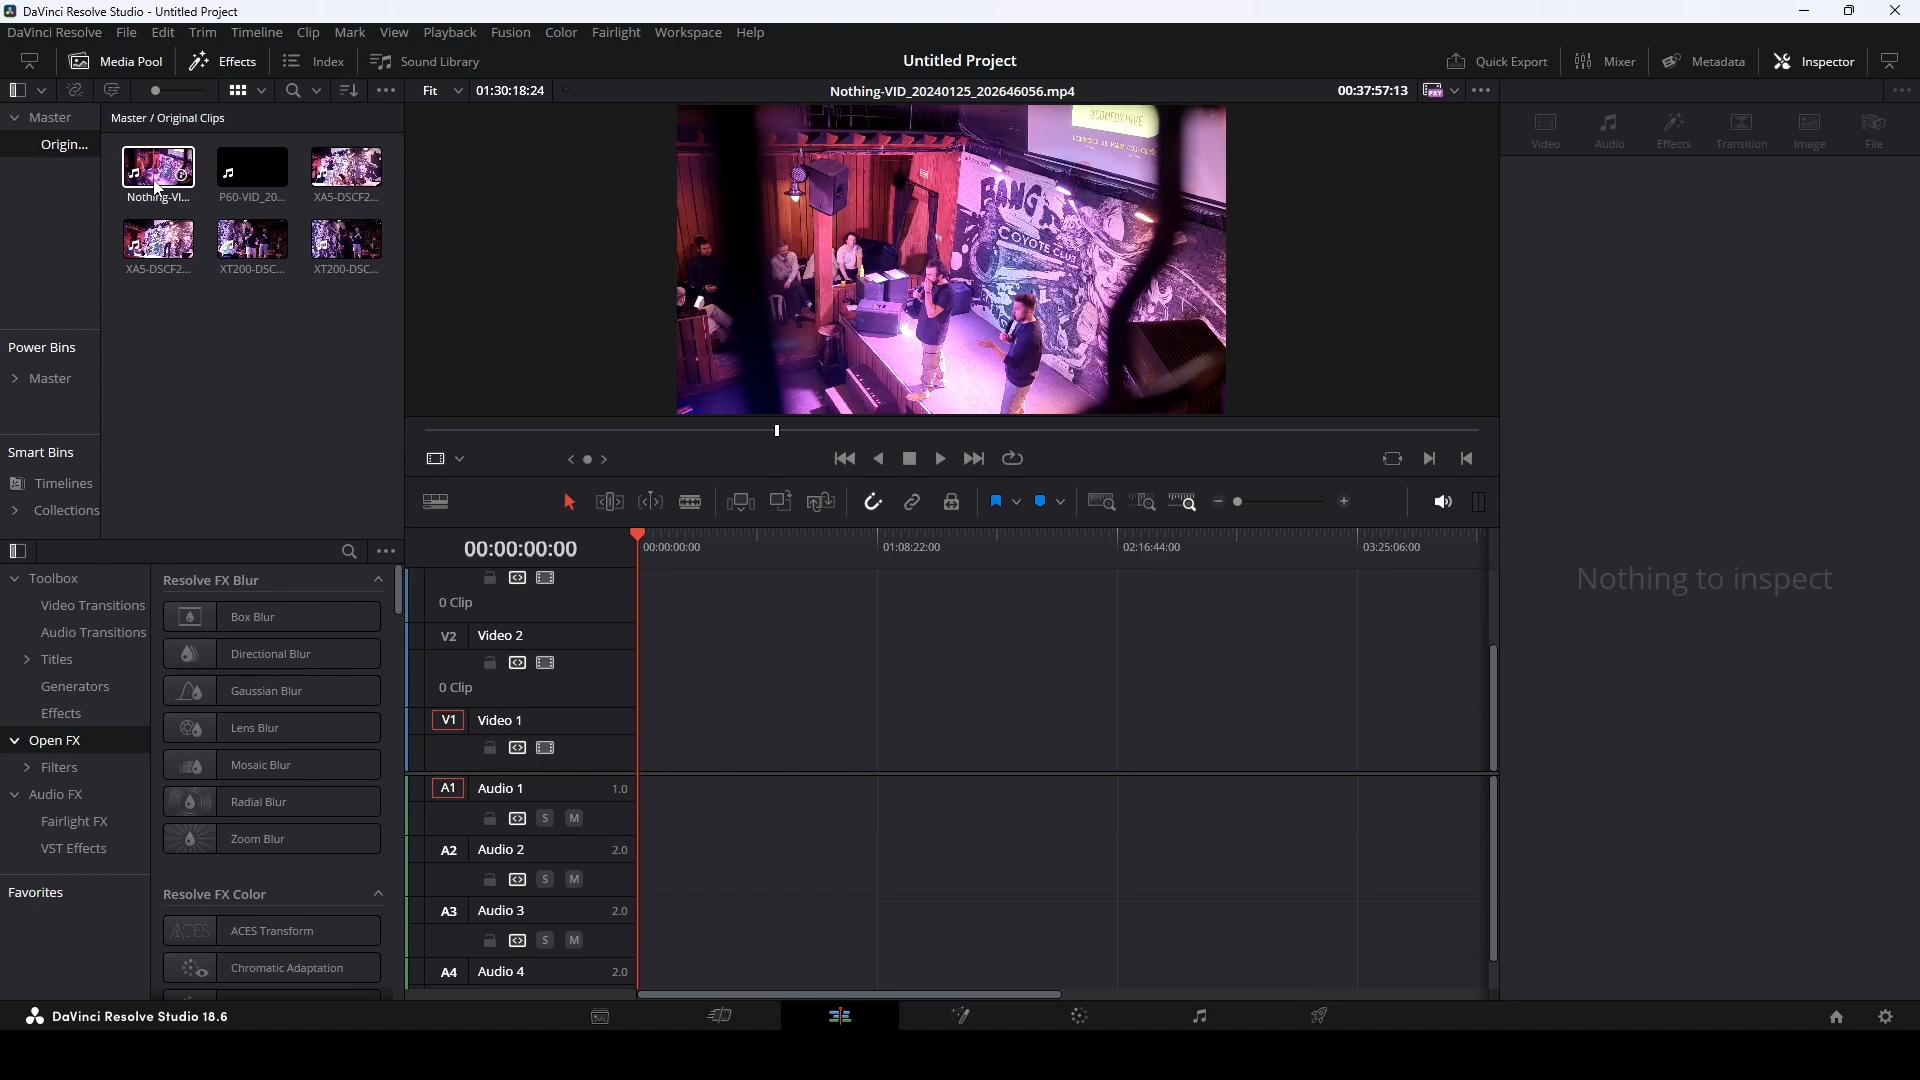 DaVinci Resolve Studio - Untitled Project
DaVinci Resolve File Edit Trim Timeline Clip Mark View Playback Fusion Color Fairlight Workspace Help
Media Pool Effects Index Sound Library Untitled Project Quick Export Mixer Metadata Inspector
Fit 01:30:18:24 Nothing-VID_20240125_202646056.mp4 00:37:57:13 PXY
Master
Origin...
Master / Original Clips
Nothing-VI... P60-VID_20... XA5-DSCF2...
XA5-DSCF2... XT200-DSC... XT200-DSC...
Power Bins
Master
Smart Bins
Timelines
Collections
COMEDY.HIVE
BANG
COYOTE CLUB
Video Audio Effects Transition Image File
Nothing to inspect
Toolbox
Video Transitions
Audio Transitions
Titles
Generators
Effects
Open FX
Filters
Audio FX
Fairlight FX
VST Effects
Favorites
Resolve FX Blur
Box Blur
Directional Blur
Gaussian Blur
Lens Blur
Mosaic Blur
Radial Blur
Zoom Blur
Resolve FX Color
ACES ACES Transform
Chromatic Adaptation
00:00:00:00
00:00:00:00 01:08:22:00 02:16:44:00 03:25:06:00
0 Clip
V2 Video 2
0 Clip
V1 Video 1
A1 Audio 1 1.0
S M
A2 Audio 2 2.0
S M
A3 Audio 3 2.0
S M
A4 Audio 4 2.0
DaVinci Resolve Studio 18.6